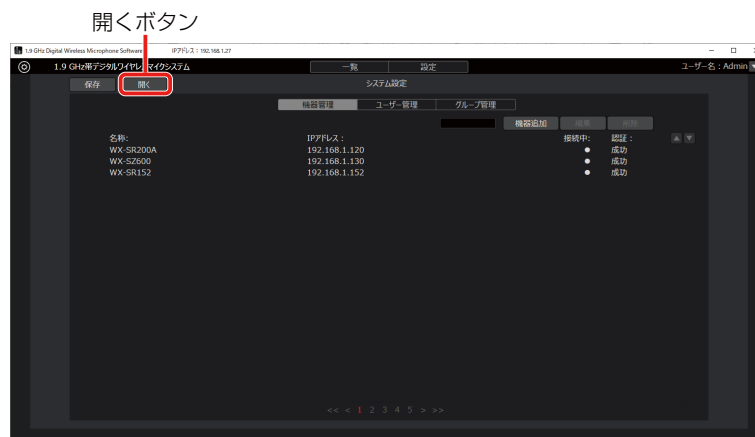 開くボタン
1.9 GHz Digital Wireless Microphone Software IPアドレス：192.168.1.27
1.9 GHz帯デジタルワイヤレスマイクシステム 一覧 設定 ユーザー名：Admin
保存 開く システム設定
機器管理 ユーザー管理 グループ管理
機器追加 編集 削除
名称: IPアドレス： 接続中: 認証：
WX-SR200A 192.168.1.120 成功
WX-SZ600 192.168.1.130 成功
WX-SR152 192.168.1.152 成功
<< < 1 2 3 4 5 > >>